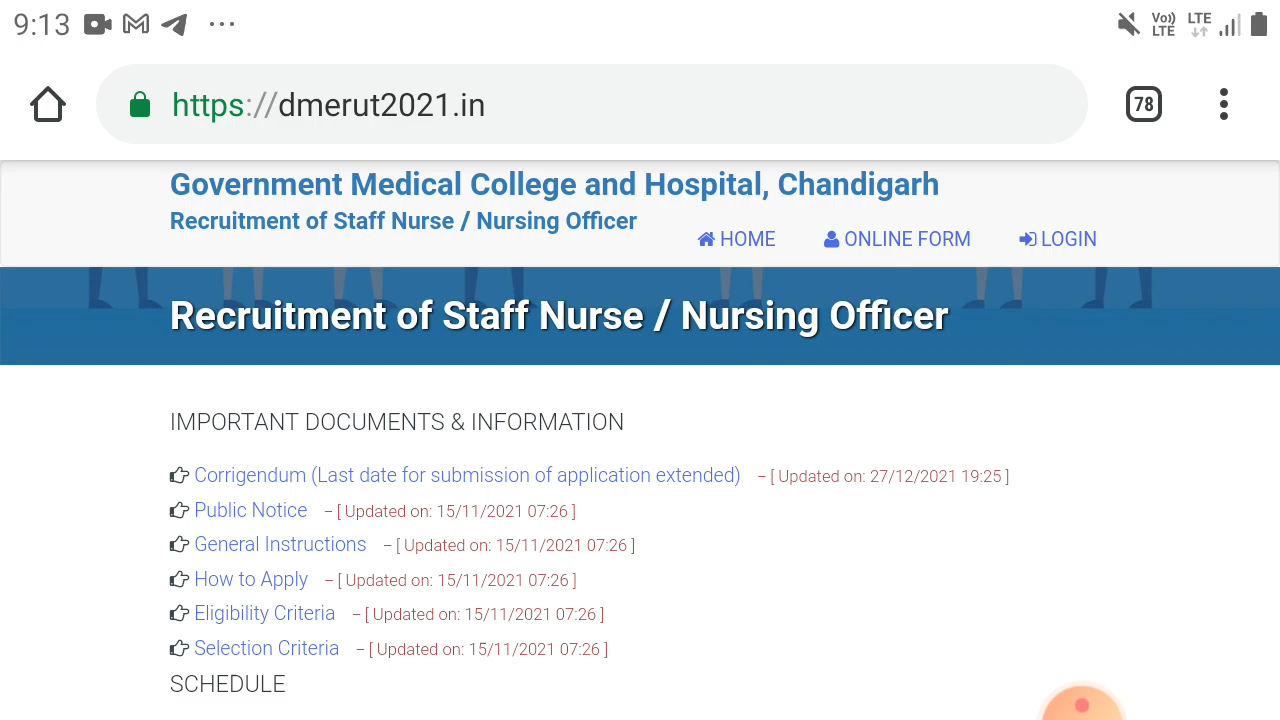 9:13
Vo)) LTE
LTE
https://dmerut2021.in
78
Government Medical College and Hospital, Chandigarh
Recruitment of Staff Nurse / Nursing Officer
HOME ONLINE FORM LOGIN
Recruitment of Staff Nurse / Nursing Officer
IMPORTANT DOCUMENTS & INFORMATION
Corrigendum (Last date for submission of application extended) – [ Updated on: 27/12/2021 19:25 ]
Public Notice – [ Updated on: 15/11/2021 07:26 ]
General Instructions – [ Updated on: 15/11/2021 07:26 ]
How to Apply – [ Updated on: 15/11/2021 07:26 ]
Eligibility Criteria – [ Updated on: 15/11/2021 07:26 ]
Selection Criteria – [ Updated on: 15/11/2021 07:26 ]
SCHEDULE